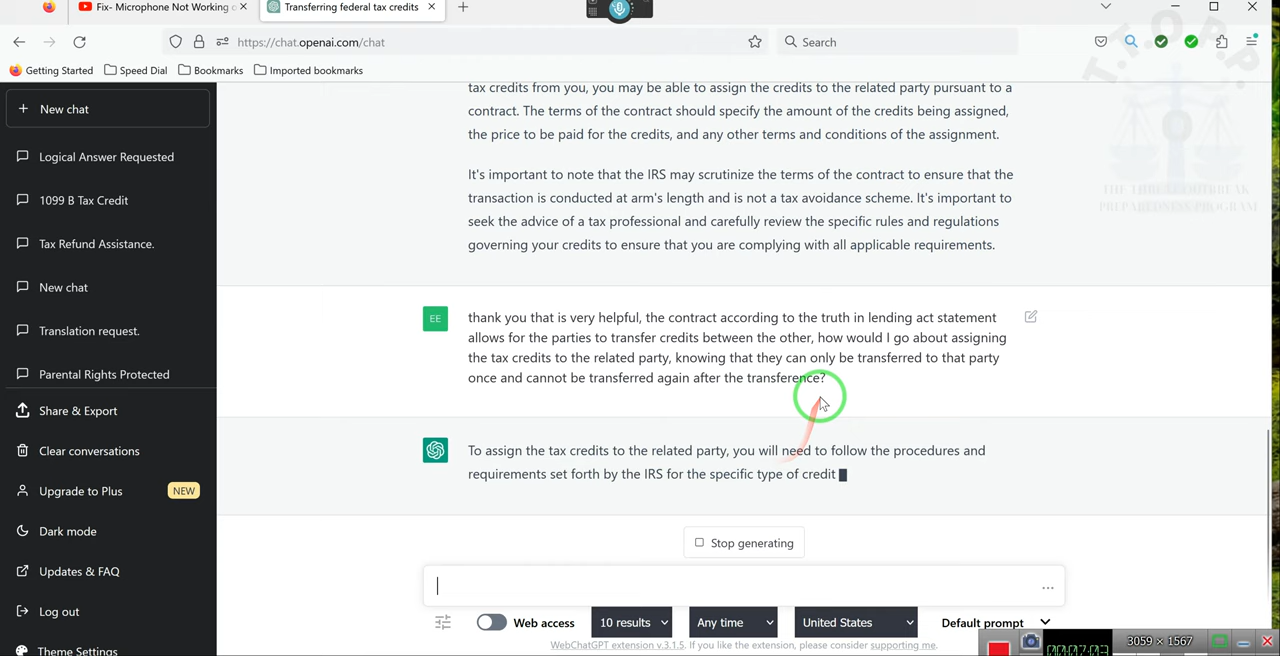 Fix- Microphone Not Working o
Transferring federal tax credits
https://chat.openai.com/chat
Search
Getting Started
Speed Dial
Bookmarks
Imported bookmarks
New chat
Logical Answer Requested
1099 B Tax Credit
Tax Refund Assistance.
New chat
Translation request.
Parental Rights Protected
Share & Export
Clear conversations
Upgrade to Plus
NEW
Dark mode
Updates & FAQ
Log out
Theme Settings
tax credits from you, you may be able to assign the credits to the related party pursuant to a
contract. The terms of the contract should specify the amount of the credits being assigned,
the price to be paid for the credits, and any other terms and conditions of the assignment.
It's important to note that the IRS may scrutinize the terms of the contract to ensure that the
transaction is conducted at arm's length and is not a tax avoidance scheme. It's important to
seek the advice of a tax professional and carefully review the specific rules and regulations
governing your credits to ensure that you are complying with all applicable requirements.
EE
thank you that is very helpful, the contract according to the truth in lending act statement
allows for the parties to transfer credits between the other, how would I go about assigning
the tax credits to the related party, knowing that they can only be transferred to that party
once and cannot be transferred again after the transference?
To assign the tax credits to the related party, you will need to follow the procedures and
requirements set forth by the IRS for the specific type of credit
Stop generating
Web access
10 results
Any time
United States
Default prompt
WebChatGPT extension v.3.1.5. If you like the extension, please consider supporting me.
3059 × 1567
T.T.O.P.P.
THE THREAT OUTBREAK
PREPAREDNESS PROGRAM